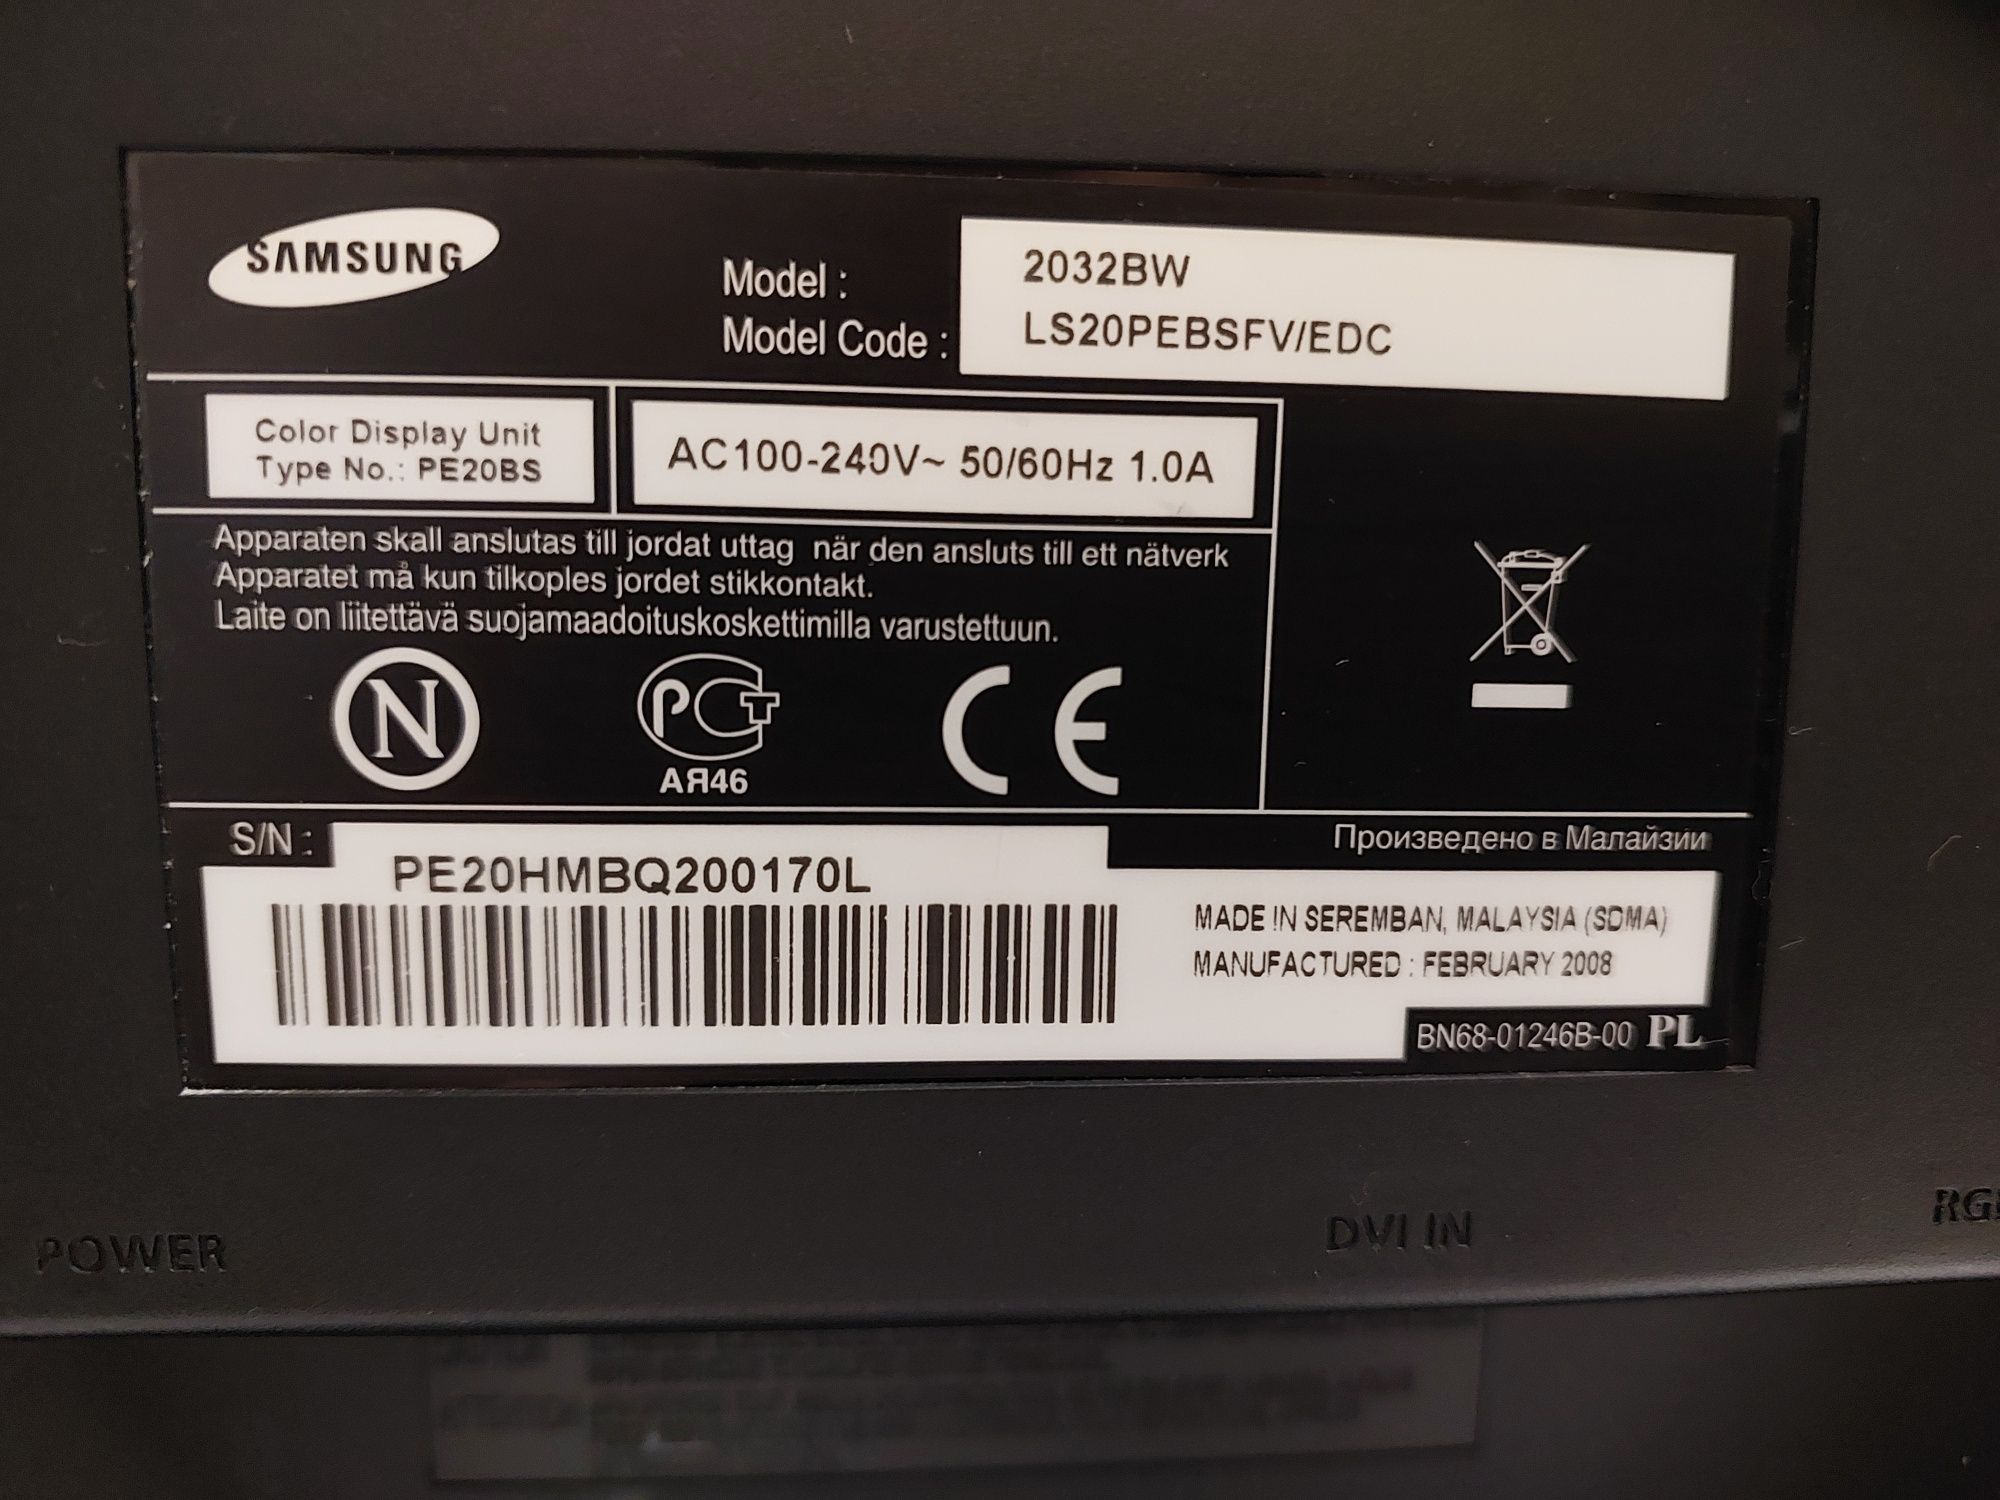 SAMSUNG
Model : 2032BW
Model Code : LS20PEBSFV/EDC
Color Display Unit
Type No.: PE20BS
AC100-240V~ 50/60Hz 1.0A
Apparaten skall anslutas till jordat uttag när den ansluts till ett nätverk
Apparatet må kun tilkoples jordet stikkontakt.
Laite on liitettävä suojamaadoituskoskettimilla varustettuun.
N
PCT
CE
АЯ46
S/N :
PE20HMBQ200170L
Произведено в Малайзии
MADE IN SEREMBAN, MALAYSIA (SDMA)
MANUFACTURED : FEBRUARY 2008
BN68-01246B-00 PL
POWER
DVI IN